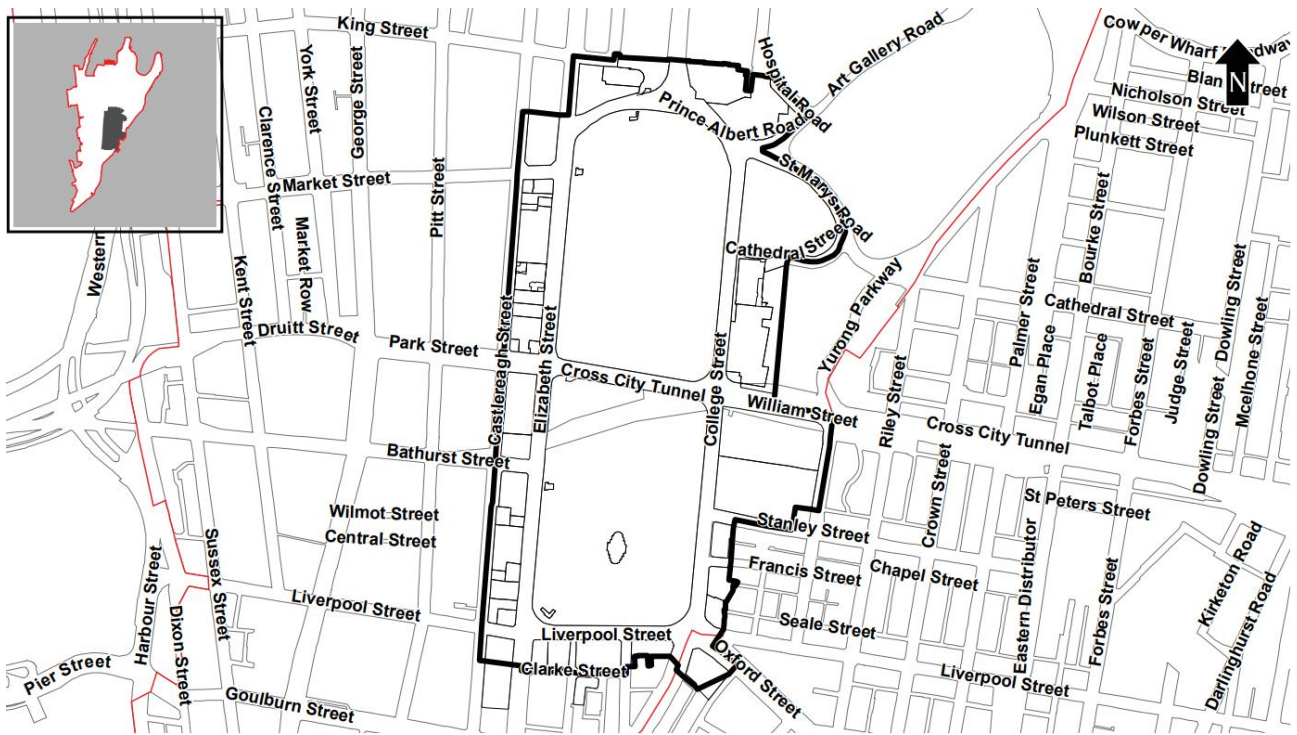 King Street
Hospital Road
Art Gallery Road
Cowper Wharf Roadway
N
Blan Street
Nicholson Street
Wilson Street
Plunkett Street
York Street
George Street
Clarence Street
Prince Albert Road
Market Street
Pitt Street
St Marys Road
Bourke Street
Western
Kent Street
Market Row
Cathedral Street
Yurong Parkway
Palmer Street
Cathedral Street
Dowling Street
Mcelhone Street
Druitt Street
Park Street
Castlereagh Street
Elizabeth Street
Cross City Tunnel
College Street
William Street
Riley Street
Egan Place
Talbot Place
Forbes Street
Judge Street
Dowling Street
Cross City Tunnel
Bathurst Street
Crown Street
St Peters Street
Wilmot Street
Central Street
Stanley Street
Francis Street
Chapel Street
Eastern Distributor
Forbes Street
Kirketon Road
Darlinghurst Road
Harbour Street
Sussex Street
Dixon Street
Liverpool Street
Liverpool Street
Seale Street
Oxford Street
Liverpool Street
Pier Street
Goulburn Street
Clarke Street